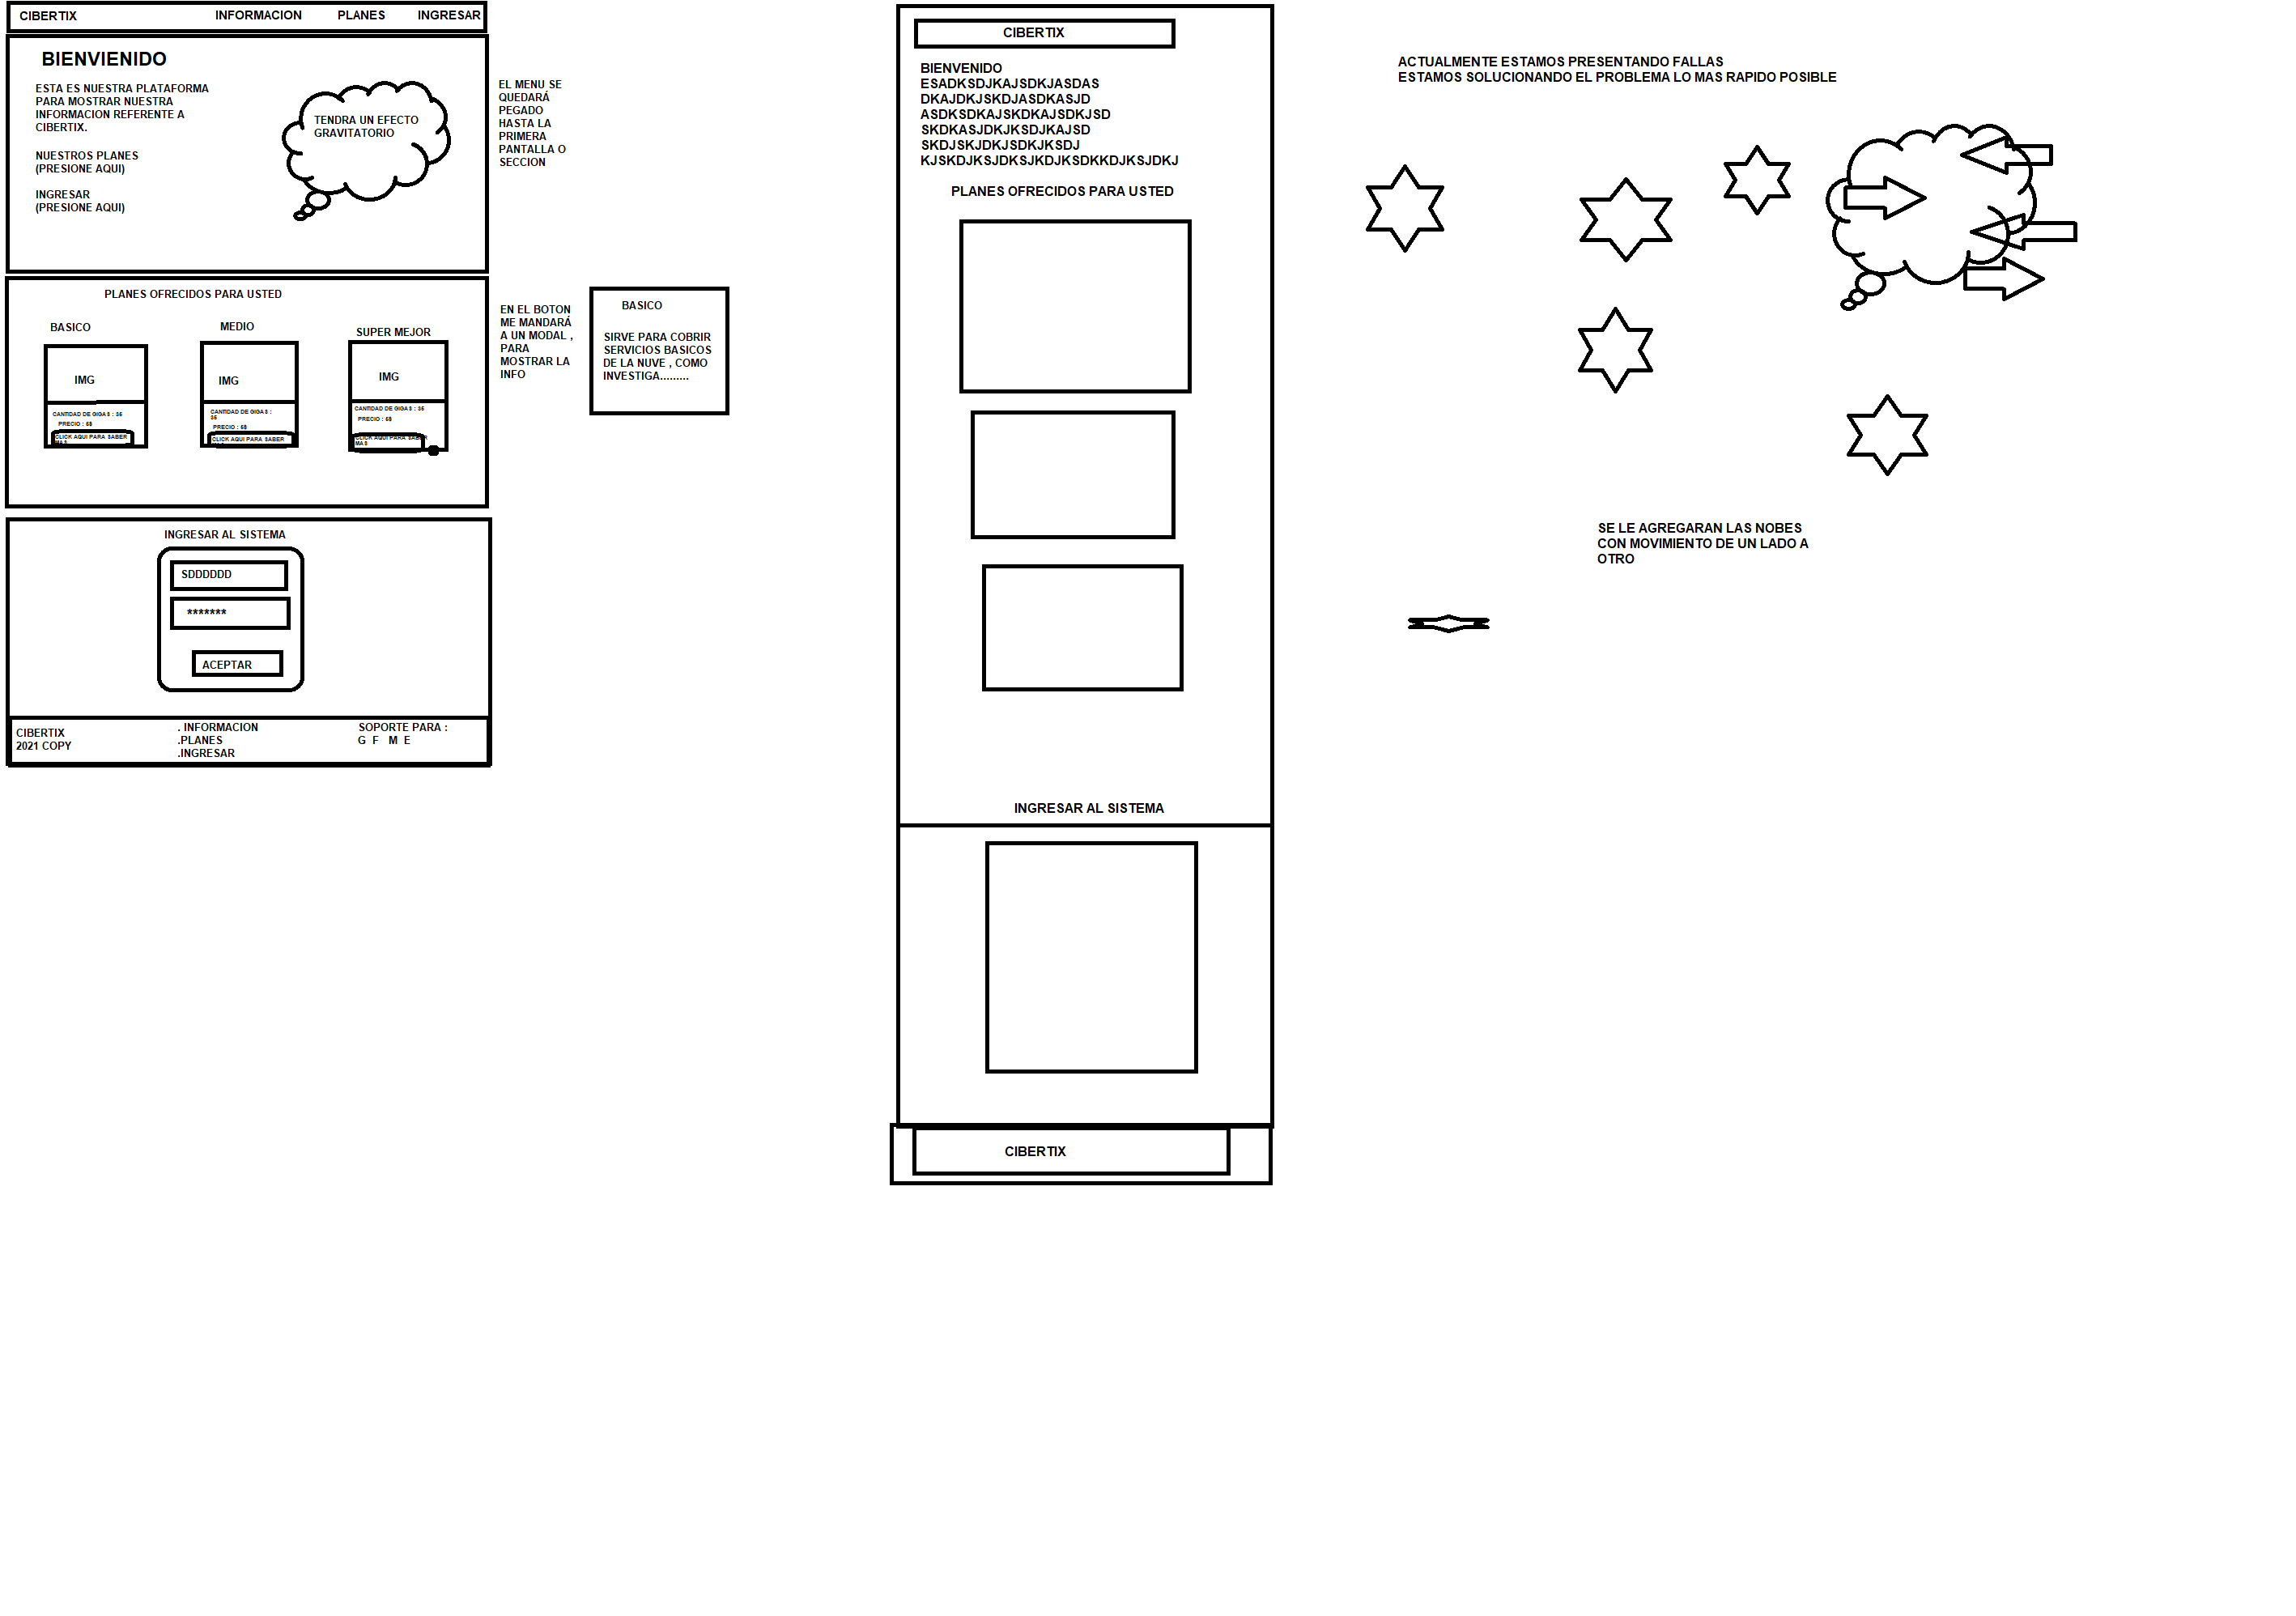 CIBERTIX INFORMACION PLANES INGRESAR
BIENVIENIDO
ESTA ES NUESTRA PLATAFORMA
PARA MOSTRAR NUESTRA
INFORMACION REFERENTE A
CIBERTIX.
NUESTROS PLANES
(PRESIONE AQUI)
INGRESAR
(PRESIONE AQUI)
TENDRA UN EFECTO
GRAVITATORIO
EL MENU SE
QUEDARÁ
PEGADO
HASTA LA
PRIMERA
PANTALLA O
SECCION
PLANES OFRECIDOS PARA USTED
BASICO
IMG
CANTIDAD DE GIGAS : 35
PRECIO : 5$
CLICK AQUI PARA SABER
MAS
MEDIO
IMG
CANTIDAD DE GIGAS :
35
PRECIO : 5$
CLICK AQUI PARA SABER
SUPER MEJOR
IMG
CANTIDAD DE GIGAS : 35
PRECIO : 5$
CLICK AQUI PARA SABER
MAS
EN EL BOTON
ME MANDARÁ
A UN MODAL ,
PARA
MOSTRAR LA
INFO
BASICO
SIRVE PARA COBRIR
SERVICIOS BASICOS
DE LA NUVE , COMO
INVESTIGA.........
INGRESAR AL SISTEMA
SDDDDDD
*******
ACEPTAR
CIBERTIX
2021 COPY
. INFORMACION
.PLANES
.INGRESAR
SOPORTE PARA :
G F M E
CIBERTIX
BIENVENIDO
ESADKSDJKAJSDKJASDAS
DKAJDKJSKDJASDKASJD
ASDKSDKAJSKDKAJSDKJSD
SKDKASJDKJKSDJKAJSD
SKDJSKJDKJSDKJKSDJ
KJSKDJKSJDKSJKDJKSDKKDJKSJDKJ
PLANES OFRECIDOS PARA USTED
INGRESAR AL SISTEMA
CIBERTIX
ACTUALMENTE ESTAMOS PRESENTANDO FALLAS
ESTAMOS SOLUCIONANDO EL PROBLEMA LO MAS RAPIDO POSIBLE
SE LE AGREGARAN LAS NOBES
CON MOVIMIENTO DE UN LADO A
OTRO